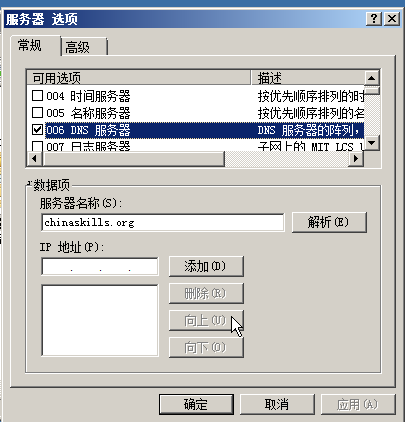 服务器 选项
常规
高级
可用选项 描述
004 时间服务器 按优先顺序排列的时
005 名称服务器 按优先顺序排列的名
006 DNS 服务器 DNS 服务器的阵列,
007 日志服务器 子网上的 MIT LCS U
数据项
服务器名称(S):
chinaskills.org 解析(E)
IP 地址(P):
添加(D)
删除(R)
向上(U)
向下(O)
确定 取消 应用(A)